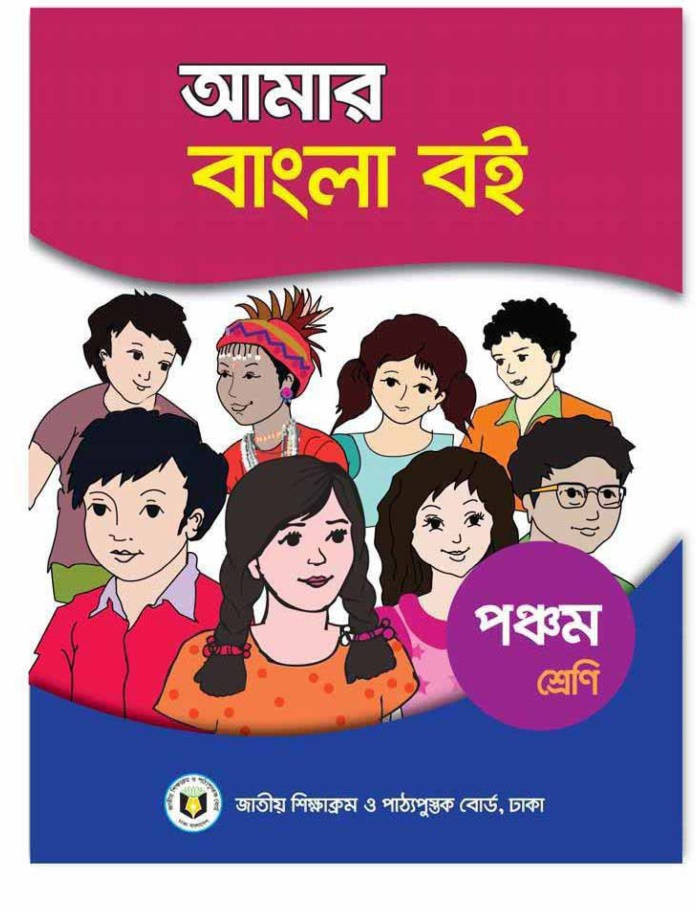 আমার
বাংলা বই
পঞ্চম
শ্রেণি
জাতীয় শিক্ষাক্রম ও পাঠ্যপুস্তক বোর্ড, ঢাকা